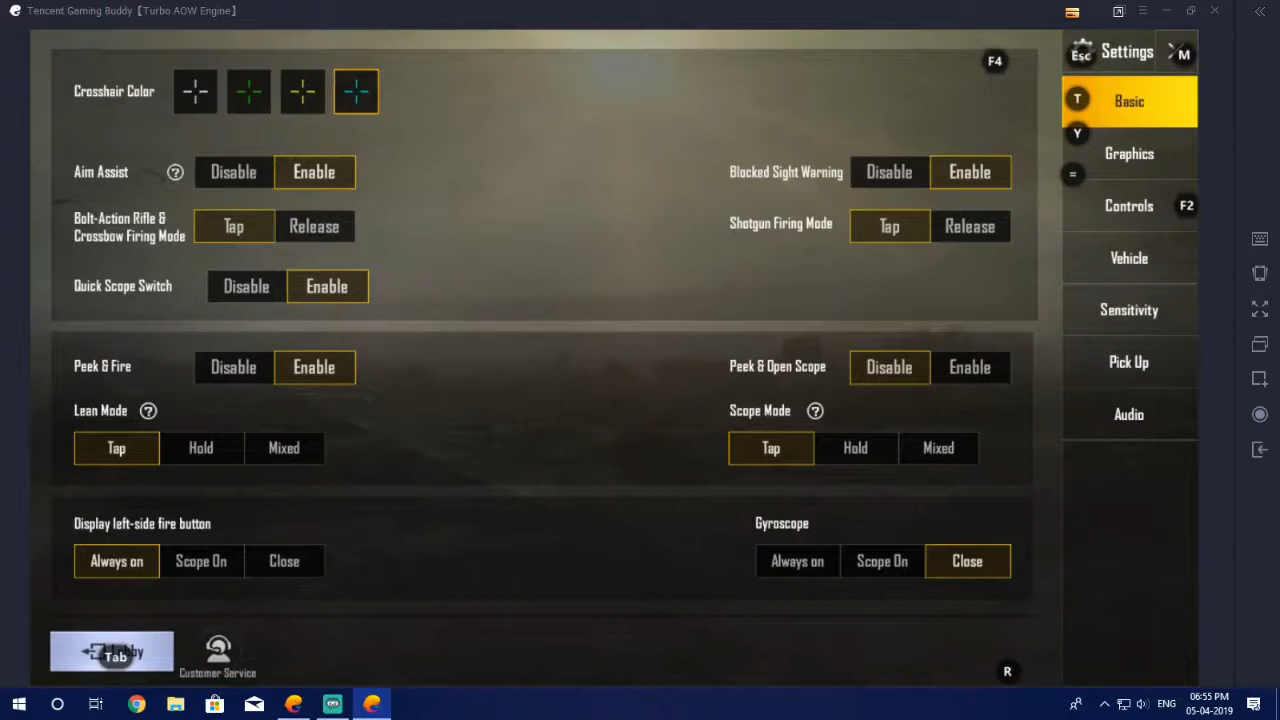 Tencent Gaming Buddy【Turbo AOW Engine】
F4
Esc Settings M
Crosshair Color
T Basic
Y
Graphics
=
Aim Assist ? Disable Enable
Blocked Sight Warning Disable Enable
Controls F2
Bolt-Action Rifle &
Crossbow Firing Mode Tap Release
Shotgun Firing Mode Tap Release
Vehicle
Quick Scope Switch Disable Enable
Sensitivity
Peek & Fire Disable Enable
Peek & Open Scope Disable Enable
Pick Up
Lean Mode ?
Scope Mode ?
Audio
Tap Hold Mixed
Tap Hold Mixed
Display left-side fire button
Gyroscope
Always on Scope On Close
Always on Scope On Close
Tab
Customer Service
R
ENG
06:55 PM
05-04-2019